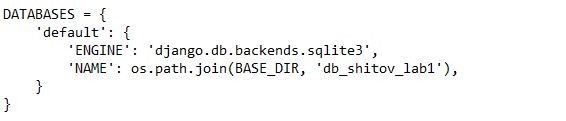 DATABASES = {
    'default': {
        'ENGINE': 'django.db.backends.sqlite3',
        'NAME': os.path.join(BASE_DIR, 'db_shitov_lab1'),
    }
}